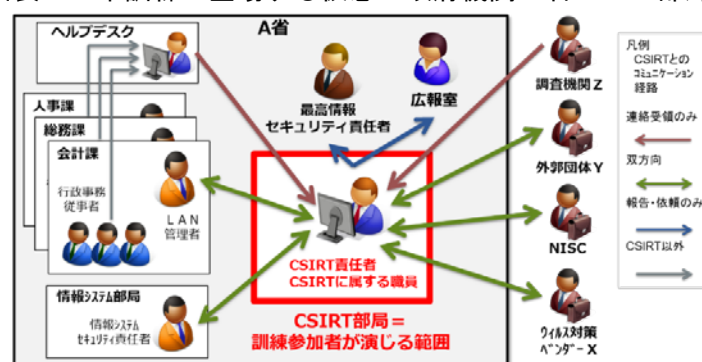 ヘルプデスク
A省
人事課
総務課
会計課
行政事務
従事者
LAN
管理者
情報システム部局
情報システム
セキュリティ責任者
最高情報
セキュリティ責任者
広報室
CSIRT責任者
CSIRTに属する職員
CSIRT部局=
訓練参加者が演じる範囲
調査機関Z
外郭団体Y
NISC
ウィルス対策
ベンダーX
凡例
CSIRTとの
コミュニケーション
経路
連絡受領のみ
双方向
報告・依頼のみ
CSIRT以外